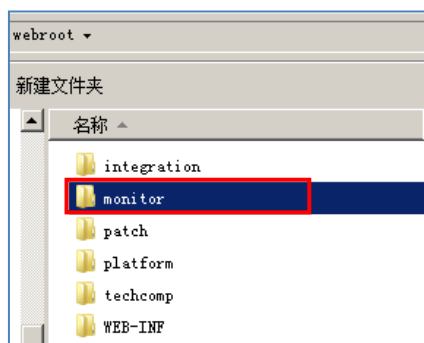 webroot
新建文件夹
名称
integration
monitor
patch
platform
techcomp
WEB-INF